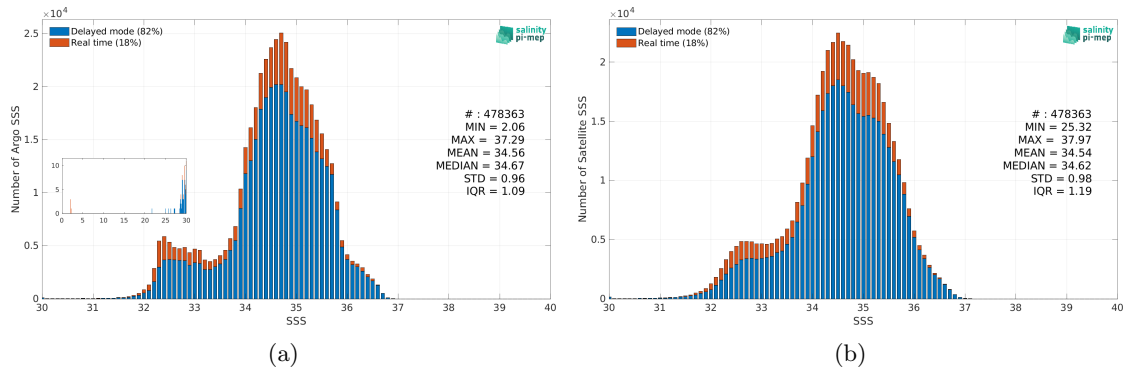 ×10⁴
2.5
2
1.5
1
0.5
0
Number of Argo SSS
Delayed mode (82%)
Real time (18%)
salinity
pi-mep
# : 478363
MIN = 2.06
MAX = 37.29
MEAN = 34.56
MEDIAN = 34.67
STD = 0.96
IQR = 1.09
10
5
0
0 5 10 15 20 25 30
30 31 32 33 34 35 36 37 38 39 40
SSS
(a)
×10⁴
2
1.5
1
0.5
0
Number of Satellite SSS
Delayed mode (82%)
Real time (18%)
salinity
pi-mep
# : 478363
MIN = 25.32
MAX = 37.97
MEAN = 34.54
MEDIAN = 34.62
STD = 0.98
IQR = 1.19
30 31 32 33 34 35 36 37 38 39 40
SSS
(b)